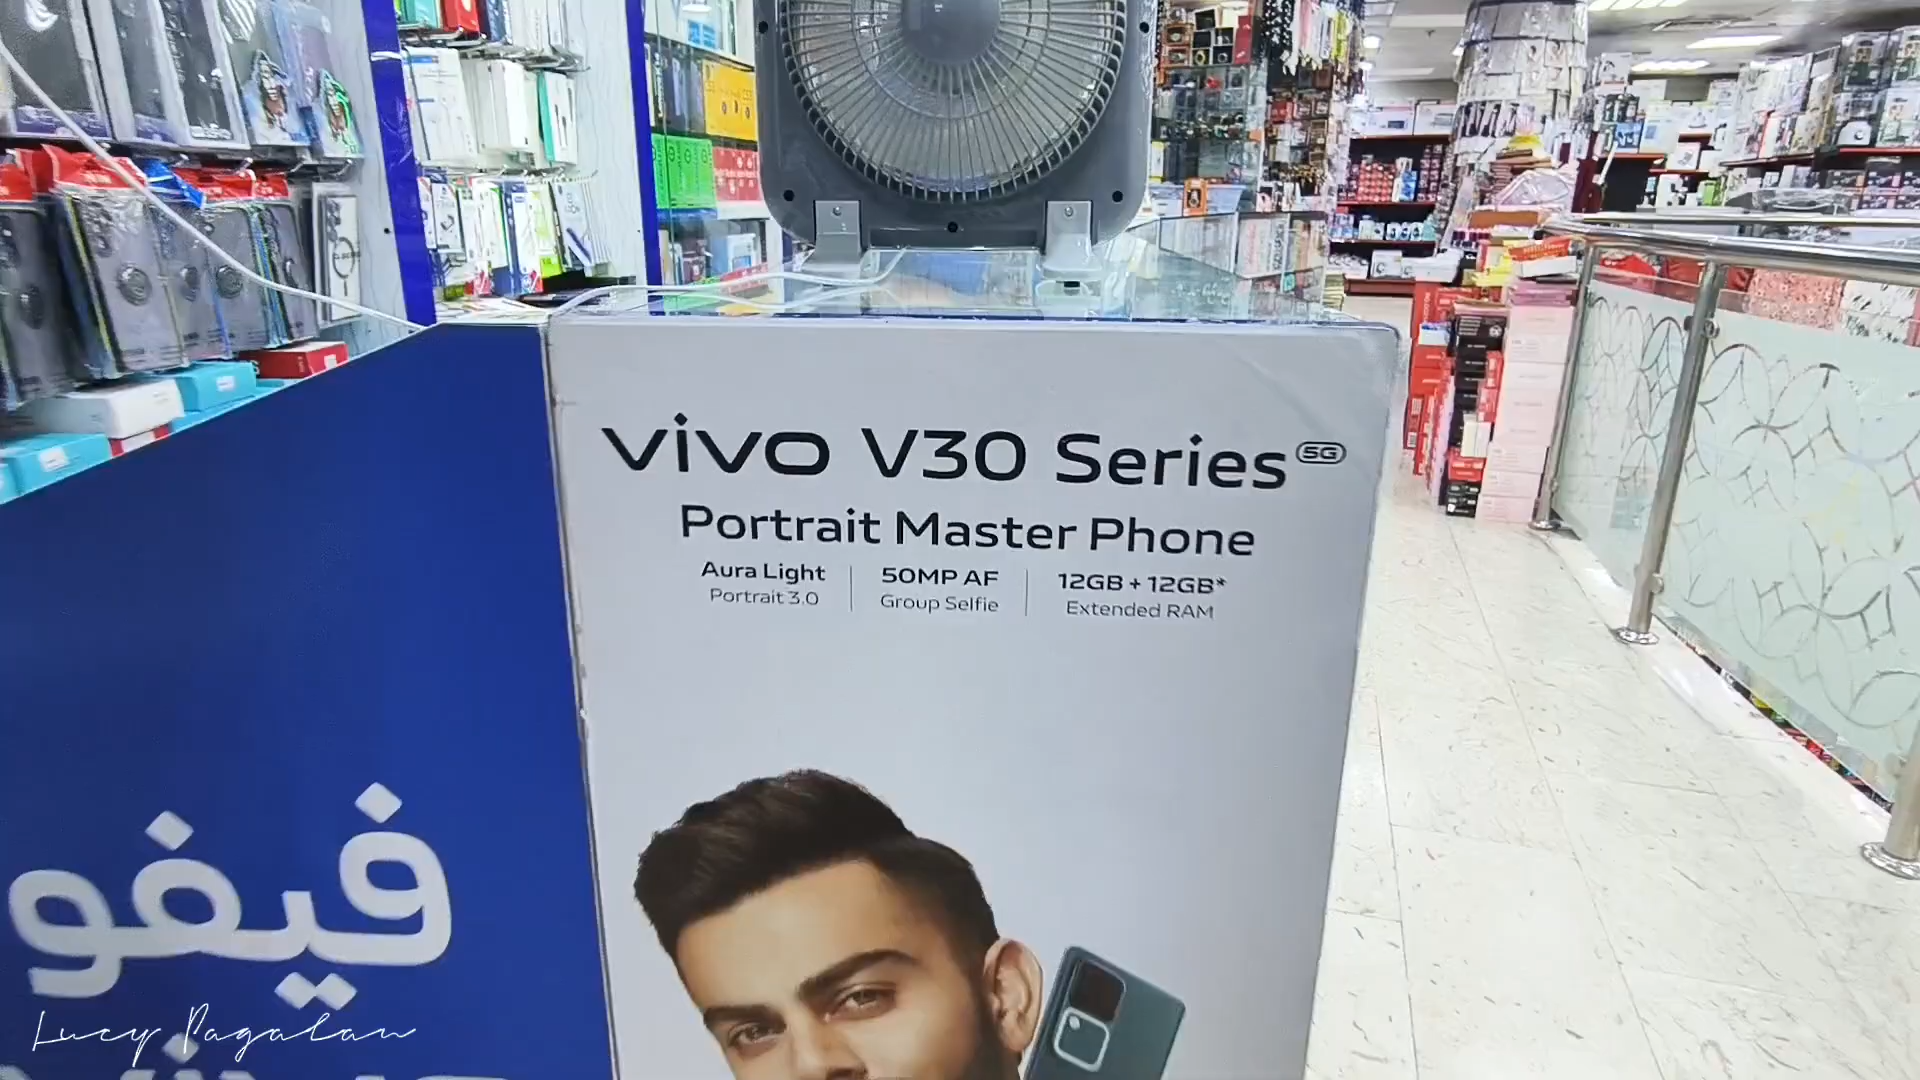 vivo V30 Series 5G
Portrait Master Phone
Aura Light
Portrait 3.0
50MP AF
Group Selfie
12GB + 12GB*
Extended RAM
فيفو
Lucy Pagalan